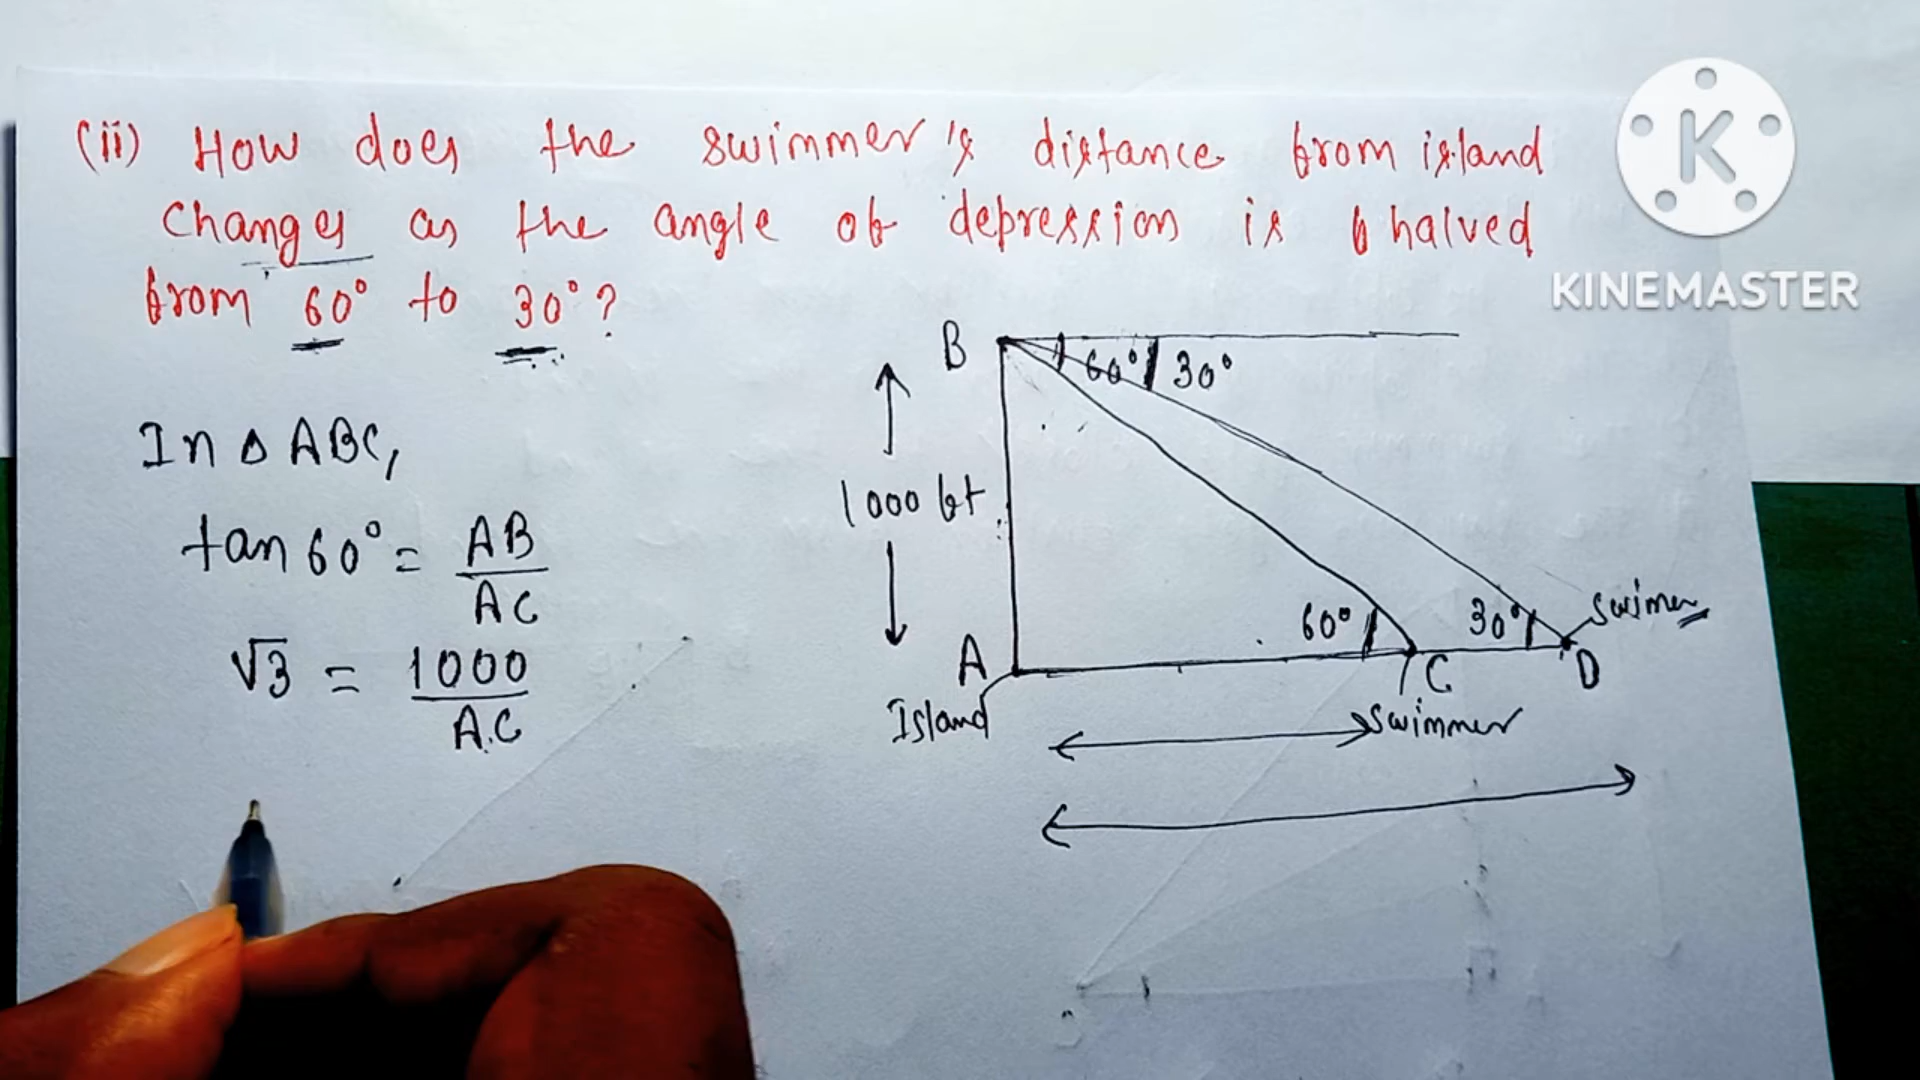 (ii) How does the swimmer's distance from island
changes as the angle of depression is halved
from 60° to 30°?
In Δ ABC,
tan 60° = AB/AC
√3 = 1000/AC
B
60° 30°
1000 ft
60° 30°
swimer
A C D
Island
swimmer
K
KINEMASTER